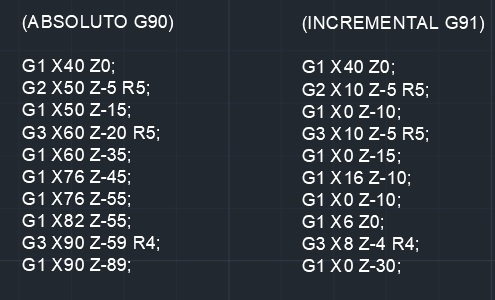 (ABSOLUTO G90)
G1 X40 Z0;
G2 X50 Z-5 R5;
G1 X50 Z-15;
G3 X60 Z-20 R5;
G1 X60 Z-35;
G1 X76 Z-45;
G1 X76 Z-55;
G1 X82 Z-55;
G3 X90 Z-59 R4;
G1 X90 Z-89;
(INCREMENTAL G91)
G1 X40 Z0;
G2 X10 Z-5 R5;
G1 X0 Z-10;
G3 X10 Z-5 R5;
G1 X0 Z-15;
G1 X16 Z-10;
G1 X0 Z-10;
G1 X6 Z0;
G3 X8 Z-4 R4;
G1 X0 Z-30;